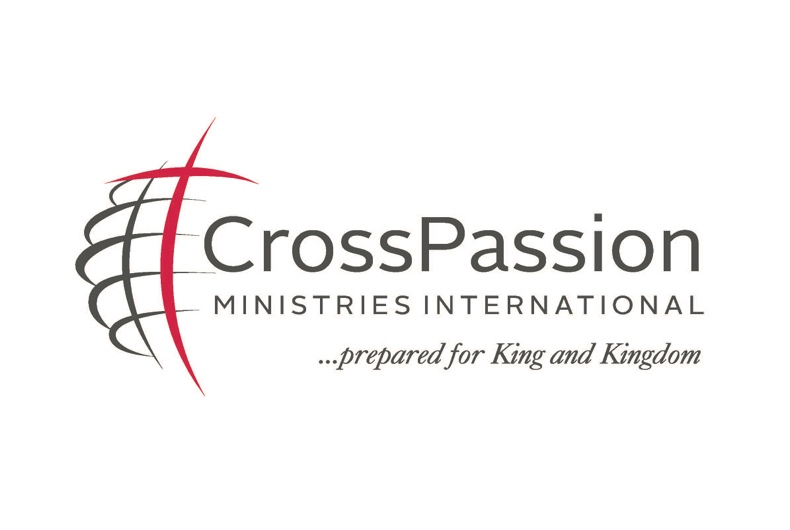 CrossPassion
MINISTRIES INTERNATIONAL
...prepared for King and Kingdom